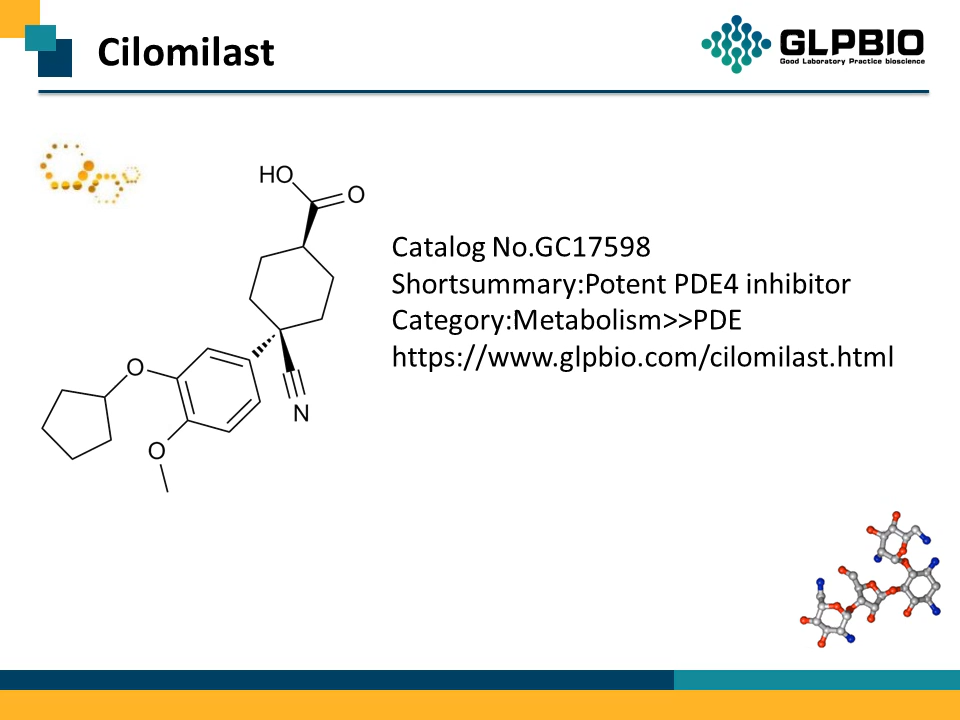 Cilomilast
GLPBIO
Good Laboratory Practice bioscience
HO
O
Catalog No.GC17598
Shortsummary:Potent PDE4 inhibitor
Category:Metabolism>>PDE
https://www.glpbio.com/cilomilast.html
O
N
O